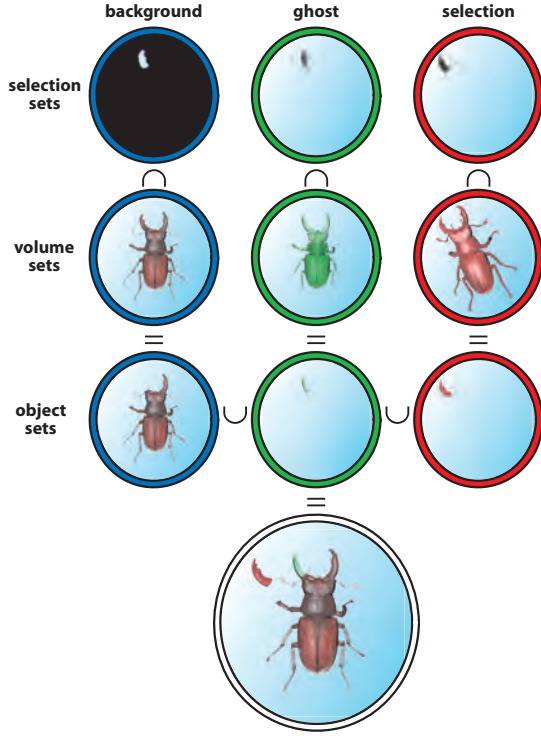 background ghost selection
selection
sets
∩ ∩ ∩
volume
sets
= = =
object
sets
∪ ∪
=